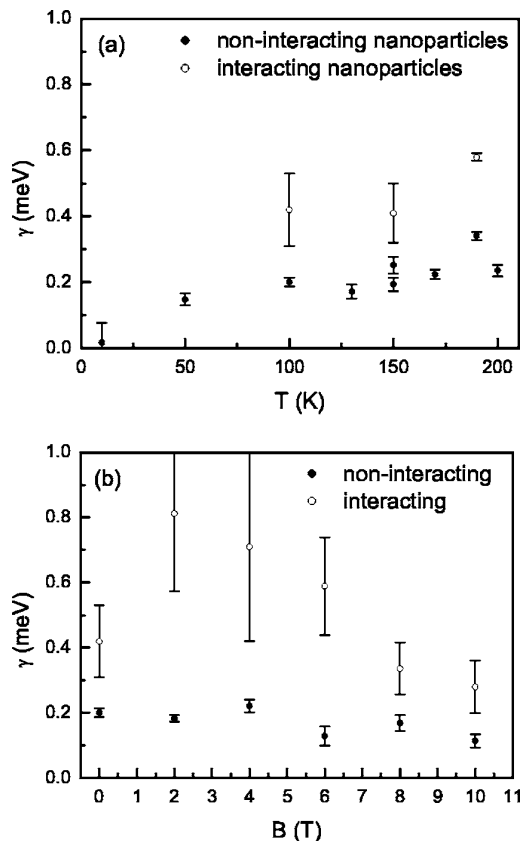 1.0
(a)
non-interacting nanoparticles
interacting nanoparticles
0.8
0.6
γ (meV)
0.4
0.2
0.0
0
50
100
150
200
T (K)
1.0
(b)
non-interacting
interacting
0.8
0.6
γ (meV)
0.4
0.2
0.0
0 1 2 3 4 5 6 7 8 9 10 11
B (T)